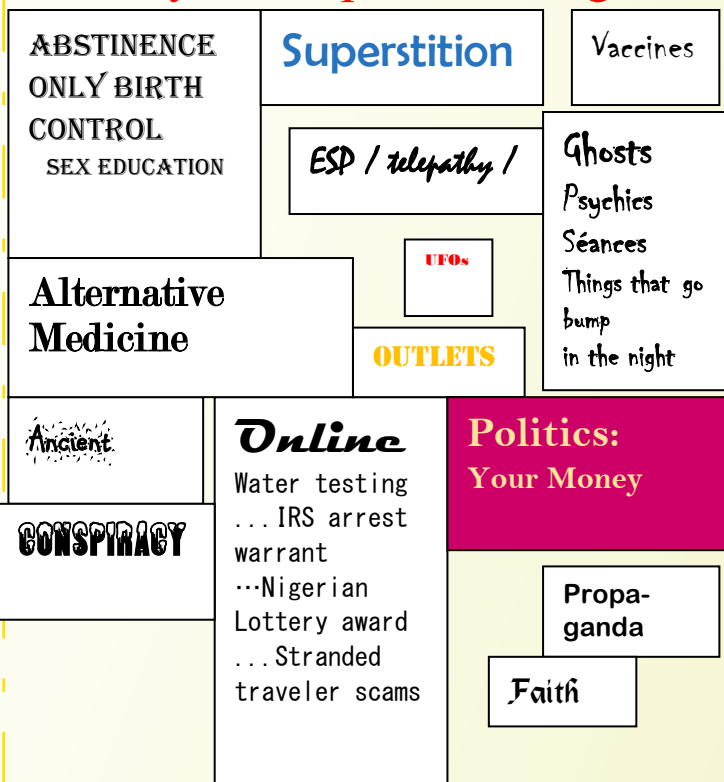 ABSTINENCE
ONLY BIRTH
CONTROL
SEX EDUCATION
Superstition
Vaccines
ESP / telepathy /
Ghosts
Psychics
Séances
Things that go
bump
in the night
UFOs
Alternative
Medicine
OUTLETS
Ancient
Online
Water testing
...IRS arrest
warrant
…Nigerian
Lottery award
...Stranded
traveler scams
Politics:
Your Money
CONSPIRACY
Propa-
ganda
Faith